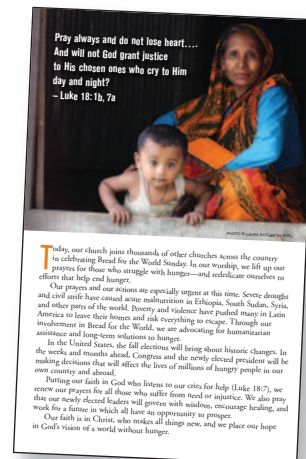 Pray always and do not lose heart….
And will not God grant justice
to His chosen ones who cry to Him
day and night?
– Luke 18:1b, 7a
PHOTO © LAURA ELIZABETH POHL
Today, our church joins thousands of other churches across the country
in celebrating Bread for the World Sunday. In our worship, we lift up our
prayers for those who struggle with hunger—and rededicate ourselves to
efforts that help end hunger.
Our prayers and our actions are especially urgent at this time. Severe drought
and civil strife have caused acute malnutrition in Ethiopia, South Sudan, Syria,
and other parts of the world. Poverty and violence have pushed many in Latin
America to leave their homes and risk everything to escape. Through our
involvement in Bread for the World, we are advocating for humanitarian
assistance and long-term solutions to hunger.
In the United States, the fall elections will bring about historic changes. In
the weeks and months ahead, Congress and the newly elected president will be
making decisions that will affect the lives of millions of hungry people in our
own country and abroad.
Putting our faith in God who listens to our cries for help (Luke 18:7), we
renew our prayers for all those who suffer from need or injustice. We also pray
that our newly elected leaders will govern with wisdom, encourage healing, and
work for a future in which all have an opportunity to prosper.
Our faith is in Christ, who makes all things new, and we place our hope
in God's vision of a world without hunger.